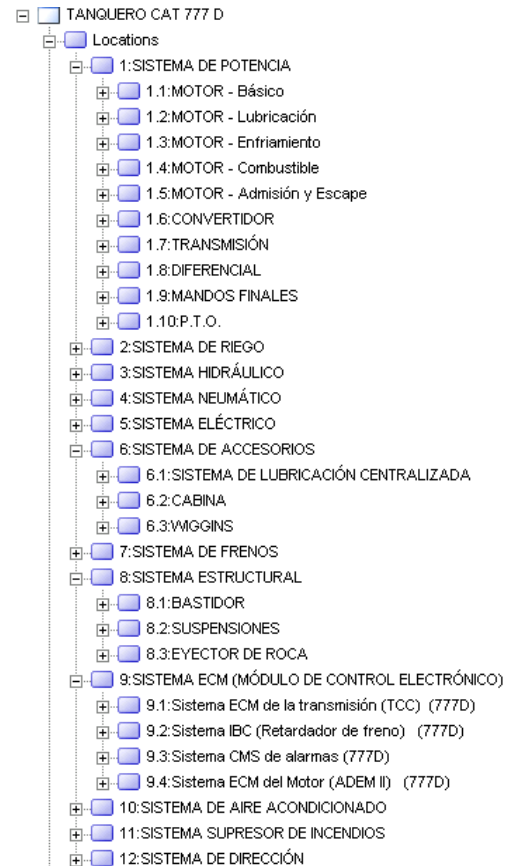 TANQUERO CAT 777 D
Locations
1:SISTEMA DE POTENCIA
1.1:MOTOR - Básico
1.2:MOTOR - Lubricación
1.3:MOTOR - Enfriamiento
1.4:MOTOR - Combustible
1.5:MOTOR - Admisión y Escape
1.6:CONVERTIDOR
1.7:TRANSMISIÓN
1.8:DIFERENCIAL
1.9:MANDOS FINALES
1.10:P.T.O.
2:SISTEMA DE RIEGO
3:SISTEMA HIDRÁULICO
4:SISTEMA NEUMÁTICO
5:SISTEMA ELÉCTRICO
6:SISTEMA DE ACCESORIOS
6.1:SISTEMA DE LUBRICACIÓN CENTRALIZADA
6.2:CABINA
6.3:WIGGINS
7:SISTEMA DE FRENOS
8:SISTEMA ESTRUCTURAL
8.1:BASTIDOR
8.2:SUSPENSIONES
8.3:EYECTOR DE ROCA
9:SISTEMA ECM (MÓDULO DE CONTROL ELECTRÓNICO)
9.1:Sistema ECM de la transmisión (TCC) (777D)
9.2:Sistema IBC (Retardador de freno) (777D)
9.3:Sistema CMS de alarmas (777D)
9.4:Sistema ECM del Motor (ADEM II) (777D)
10:SISTEMA DE AIRE ACONDICIONADO
11:SISTEMA SUPRESOR DE INCENDIOS
12:SISTEMA DE DIRECCIÓN